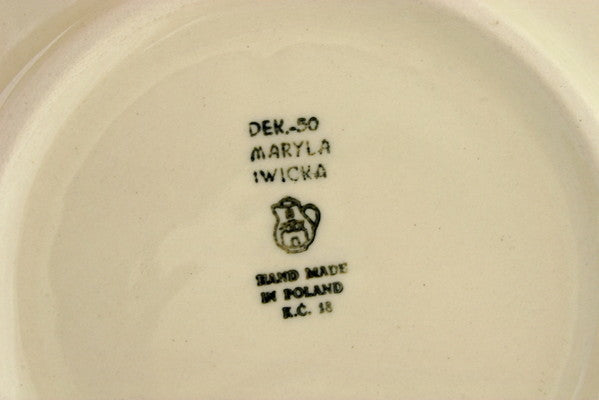 DEK.-50
MARYLA
IWICKA
HAND MADE
IN POLAND
K.C. 18